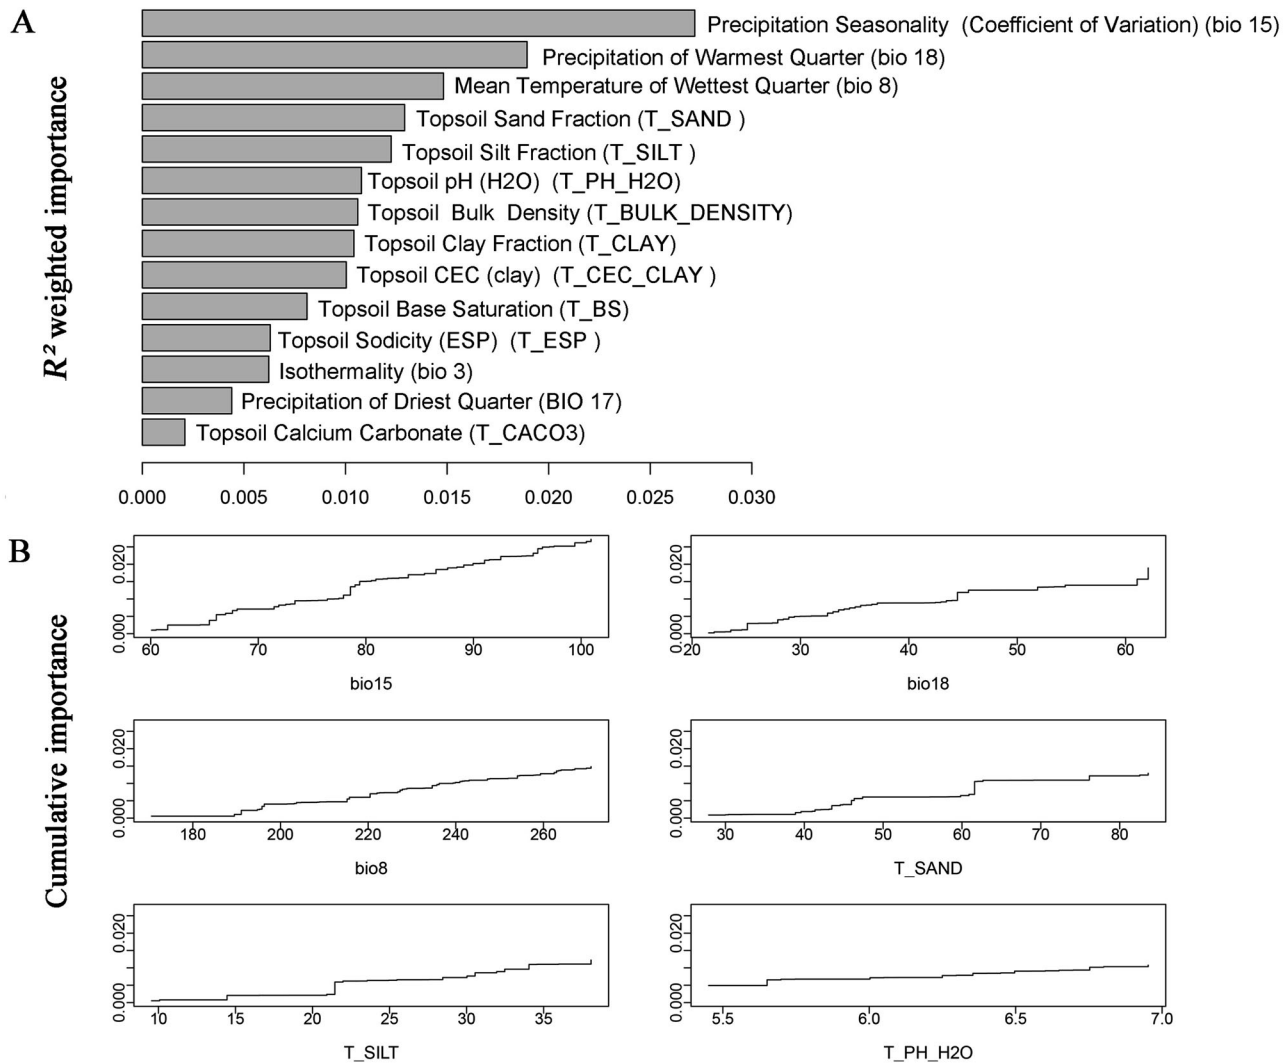 A
R² weighted importance
Precipitation Seasonality (Coefficient of Variation) (bio 15)
Precipitation of Warmest Quarter (bio 18)
Mean Temperature of Wettest Quarter (bio 8)
Topsoil Sand Fraction (T_SAND )
Topsoil Silt Fraction (T_SILT )
Topsoil pH (H2O) (T_PH_H2O)
Topsoil Bulk Density (T_BULK_DENSITY)
Topsoil Clay Fraction (T_CLAY)
Topsoil CEC (clay) (T_CEC_CLAY )
Topsoil Base Saturation (T_BS)
Topsoil Sodicity (ESP) (T_ESP )
Isothermality (bio 3)
Precipitation of Driest Quarter (BIO 17)
Topsoil Calcium Carbonate (T_CACO3)
0.000 0.005 0.010 0.015 0.020 0.025 0.030
B
Cumulative importance
0.000 0.020
60 70 80 90 100
bio15
0.000 0.020
20 30 40 50 60
bio18
0.000 0.020
180 200 220 240 260
bio8
0.000 0.020
30 40 50 60 70 80
T_SAND
0.000 0.020
10 15 20 25 30 35
T_SILT
0.000 0.020
5.5 6.0 6.5 7.0
T_PH_H2O